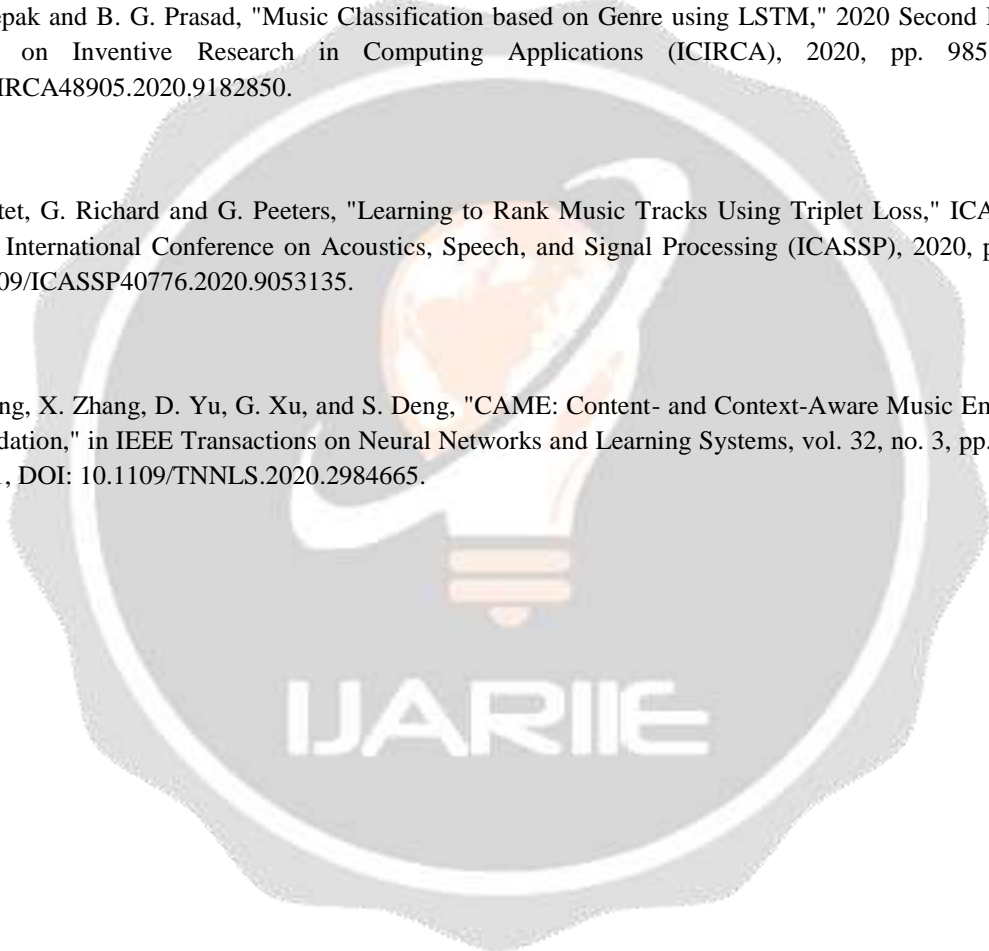 epak and B. G. Prasad, "Music Classification based on Genre using LSTM," 2020 Second I
on Inventive Research in Computing Applications (ICIRCA), 2020, pp. 985
IRCA48905.2020.9182850.
tet, G. Richard and G. Peeters, "Learning to Rank Music Tracks Using Triplet Loss," ICA
International Conference on Acoustics, Speech, and Signal Processing (ICASSP), 2020, p
09/ICASSP40776.2020.9053135.
ng, X. Zhang, D. Yu, G. Xu, and S. Deng, "CAME: Content- and Context-Aware Music En
dation," in IEEE Transactions on Neural Networks and Learning Systems, vol. 32, no. 3, pp.
, DOI: 10.1109/TNNLS.2020.2984665.
IJARIIE